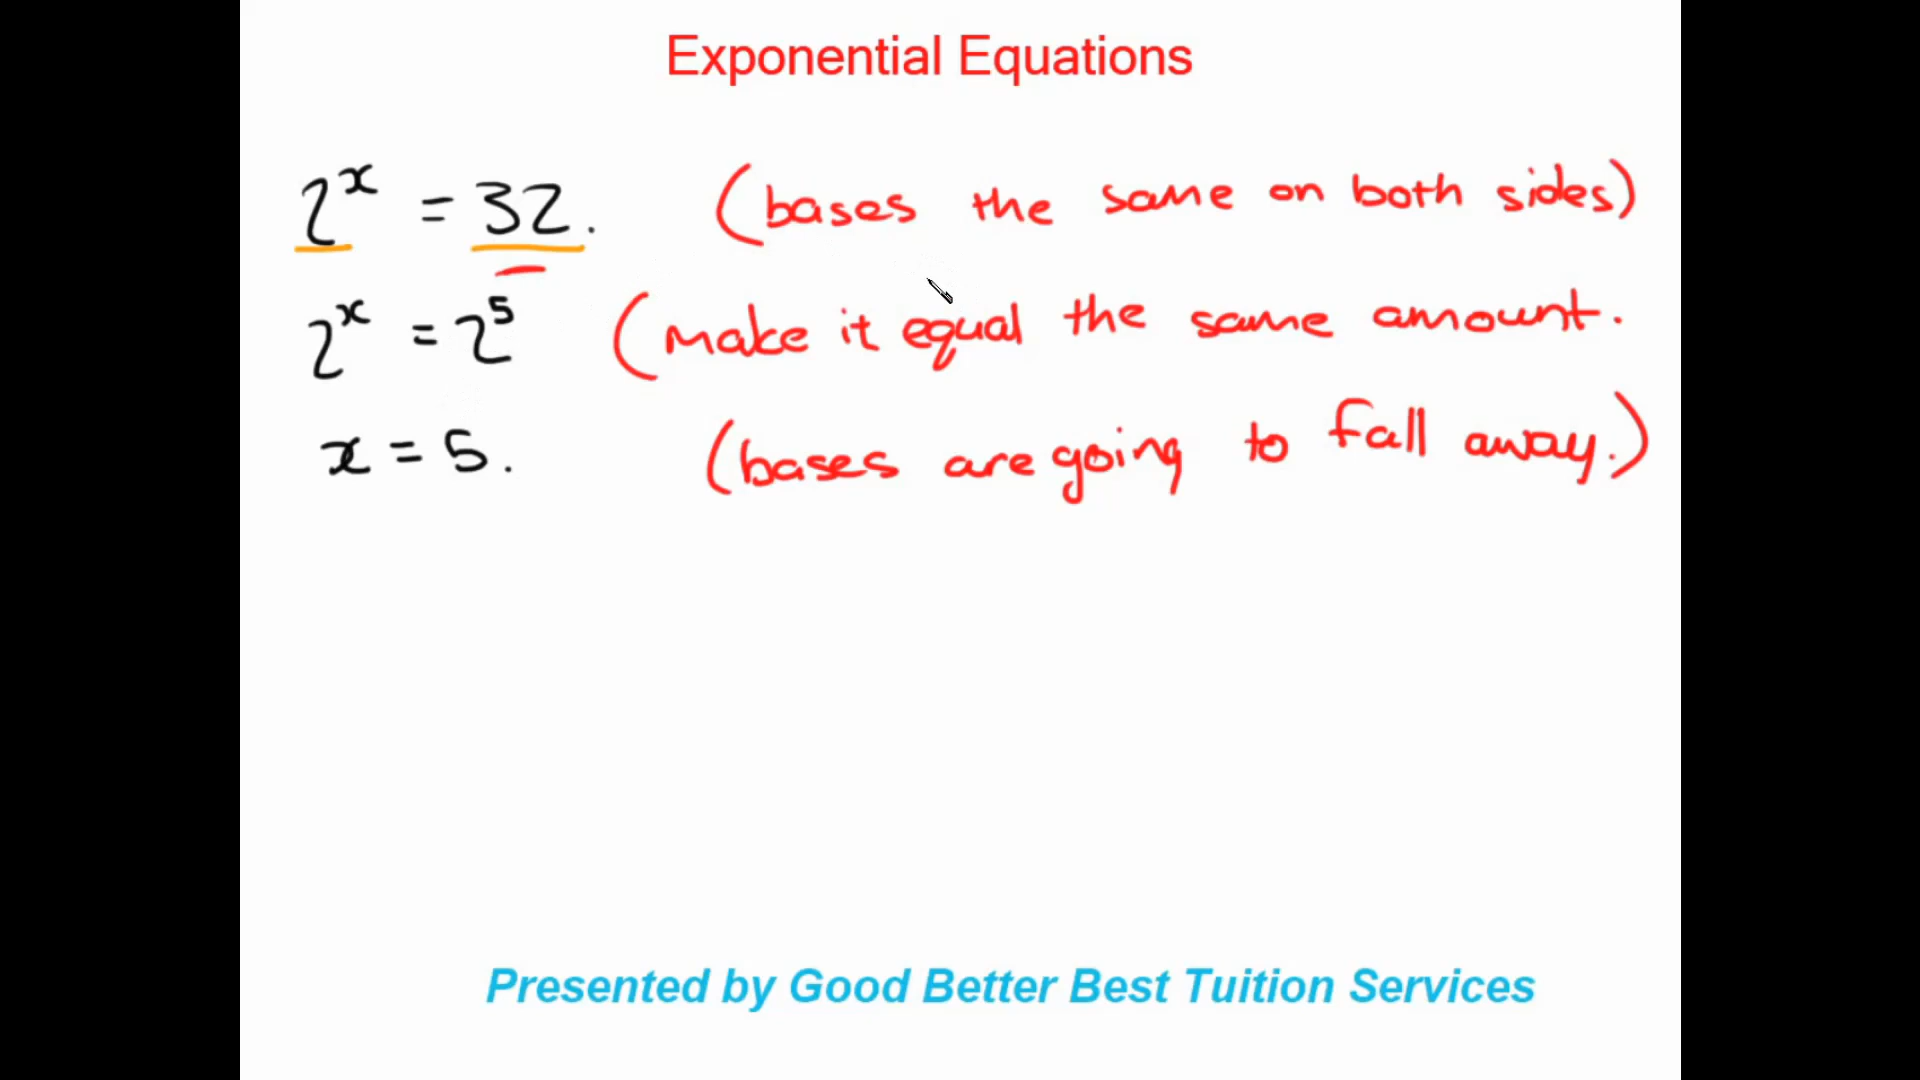 Exponential Equations
2^x = 32. (bases the same on both sides)
2^x = 2^5 (make it equal the same amount.
x = 5. (bases are going to fall away.)
Presented by Good Better Best Tuition Services